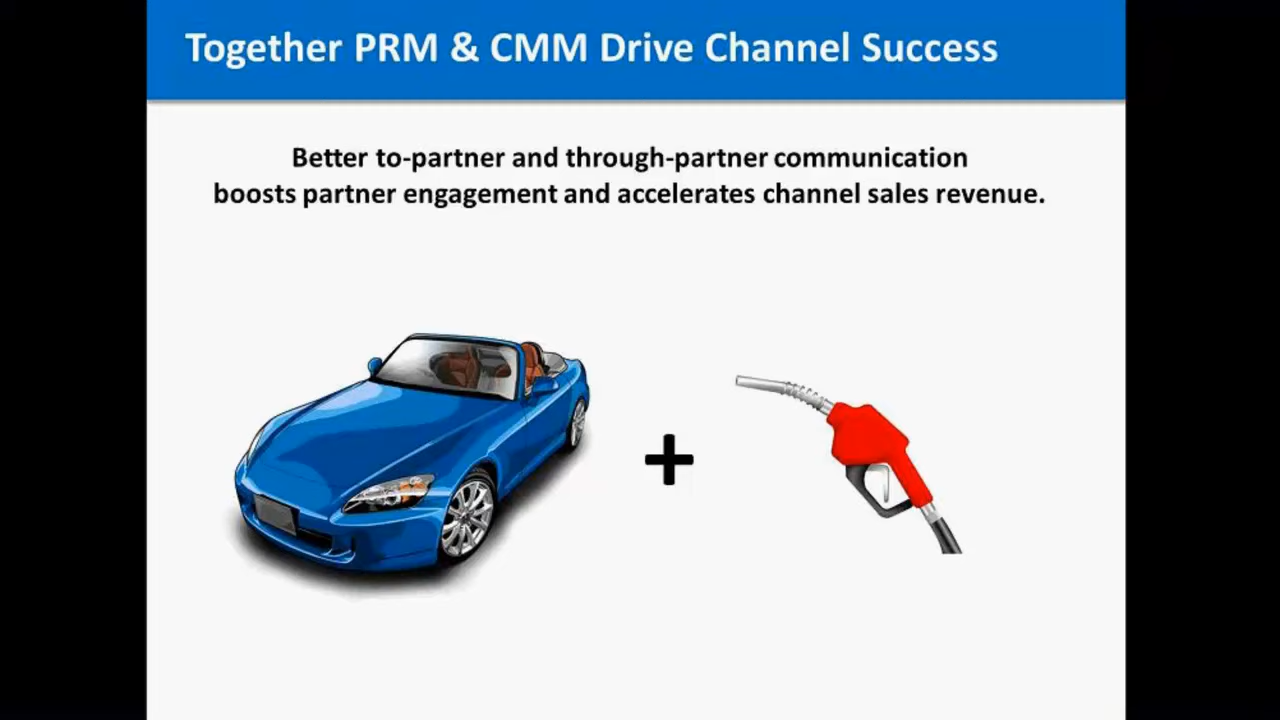 Together PRM & CMM Drive Channel Success
Better to-partner and through-partner communication
boosts partner engagement and accelerates channel sales revenue.
+